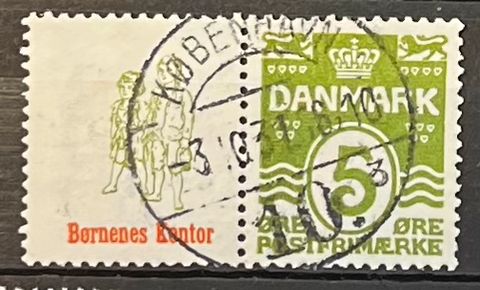 KØBENHAVN
DANMARK
5
ØRE ØRE
POSTFRIMÆRKE
Børnenes Kontor